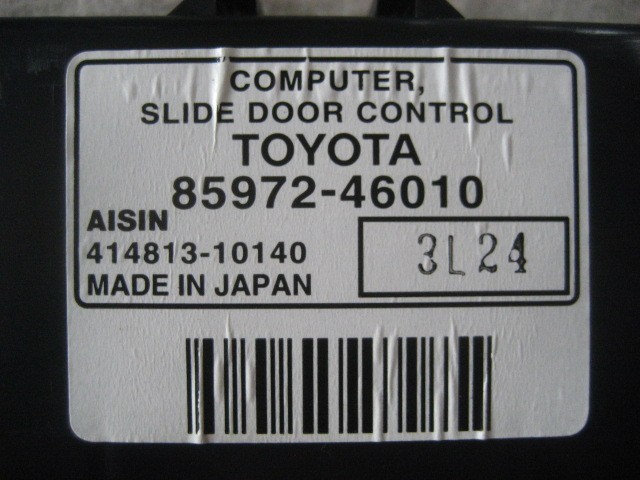 COMPUTER,
SLIDE DOOR CONTROL
TOYOTA
85972-46010
AISIN
414813-10140
3L24
MADE IN JAPAN